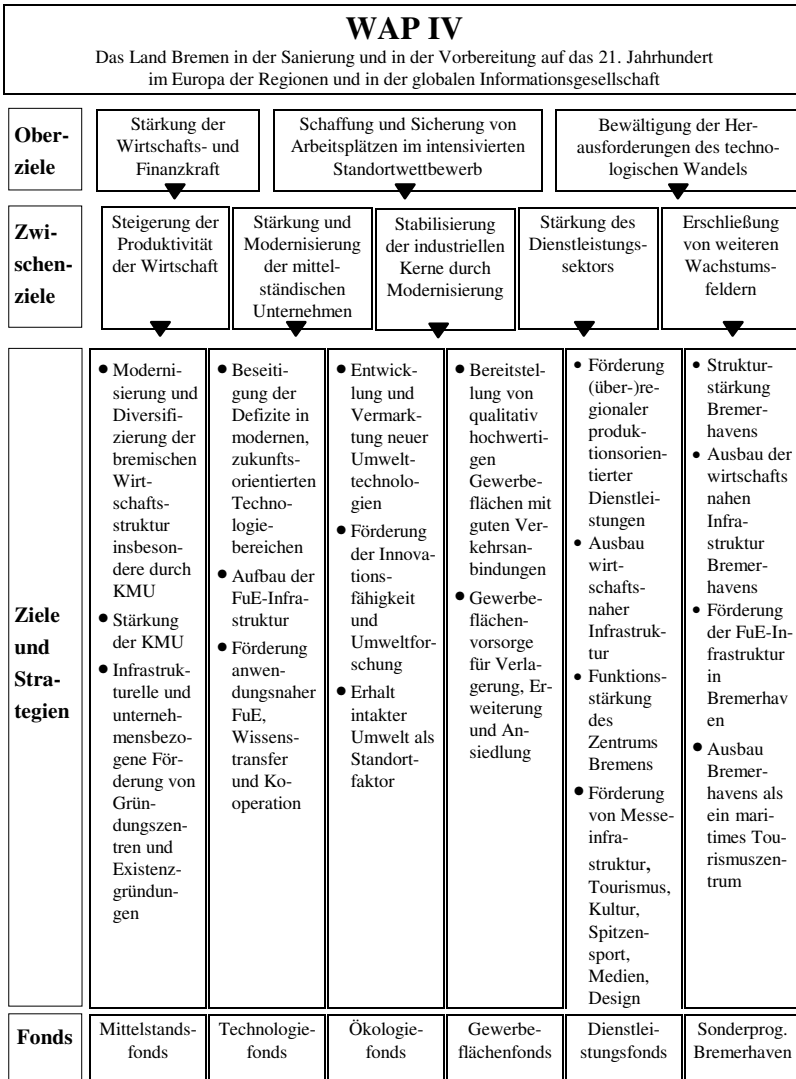 WAP IV
Das Land Bremen in der Sanierung und in der Vorbereitung auf das 21. Jahrhundert
im Europa der Regionen und in der globalen Informationsgesellschaft
Ober-
ziele
Stärkung der
Wirtschafts- und
Finanzkraft
Schaffung und Sicherung von
Arbeitsplätzen im intensivierten
Standortwettbewerb
Bewältigung der Her-
ausforderungen des techno-
logischen Wandels
Zwi-
schen-
ziele
Steigerung der
Produktivität
der Wirtschaft
Stärkung und
Modernisierung
der mittel-
ständischen
Unternehmen
Stabilisierung
der industriellen
Kerne durch
Modernisierung
Stärkung des
Dienstleistungs-
sektors
Erschließung
von weiteren
Wachstums-
feldern
Ziele
und
Stra-
tegien
• Moderni-
sierung und
Diversifi-
zierung der
bremischen
Wirt-
schafts-
struktur
insbeson-
dere durch
KMU
• Stärkung
der KMU
• Infrastruk-
turelle und
unterneh-
mensbezo-
gene För-
derung von
Grün-
dungszen-
tren und
Existenz-
gründun-
gen
• Beseiti-
gung der
Defizite in
modernen,
zukunfts-
orientierten
Techno-
logie-
bereichen
• Aufbau der
FuE-Infra-
struktur
• Förderung
anwen-
dungsnaher
FuE,
Wissens-
transfer
und Ko-
operation
• Entwick-
lung und
Vermark-
tung neuer
Umwelt-
technolo-
gien
• Förderung
der Innova-
tions-
fähigkeit
und
Umweltfor-
schung
• Erhalt
intakter
Umwelt als
Standort-
faktor
• Bereitstel-
lung von
qualitativ
hochwerti-
gen
Gewerbe-
flächen mit
guten Ver-
kehrsan-
bindungen
• Gewerbe-
flächen-
vorsorge
für Verla-
gerung, Er-
weiterung
und An-
siedlung
• Förderung
(über-)re-
gionaler
produk-
tionsorien-
tierter
Dienstlei-
stungen
• Ausbau
wirt-
schafts-
naher
Infrastruk-
tur
• Funktions-
stärkung
des
Zentrums
Bremens
• Förderung
von Messe-
infra-
struktur,
Tourismus,
Kultur,
Spitzen-
sport,
Medien,
Design
• Struktur-
stärkung
Bremer-
havens
• Ausbau der
wirtschafts
nahen
Infra-
struktur
Bremer-
havens
• Förderung
der FuE-In-
frastruktur
in
Bremerhav
en
• Ausbau
Bremer-
havens als
ein mari-
times Tou-
rismuszen-
trum
Fonds
Mittelstands-
fonds
Technologie-
fonds
Ökologie-
fonds
Gewerbe-
flächenfonds
Dienstlei-
stungsfonds
Sonderprog.
Bremerhaven